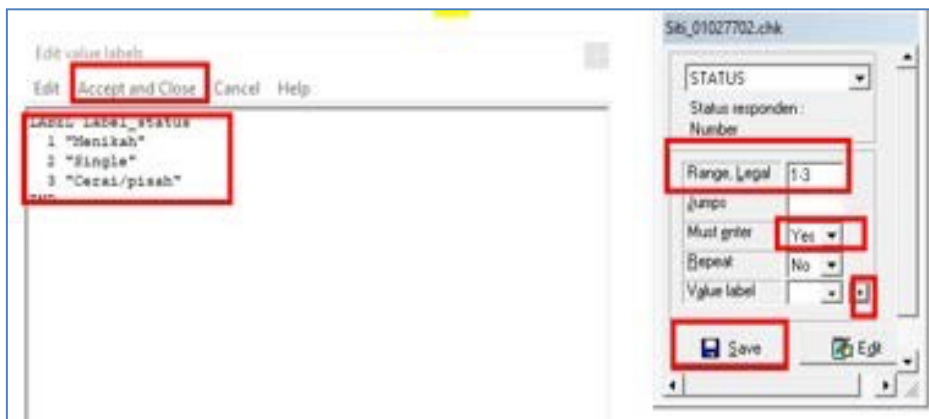 Edit value labels
Edit Accept and Close Cancel Help
LABEL Label_status
1 "Menikah"
2 "Single"
3 "Cerai/pisah"
END
Siti_01027702.chk
STATUS
Status responden :
Number
Range, Legal 1-3
Jumps
Must enter Yes
Repeat No
Value label +
Save Edit